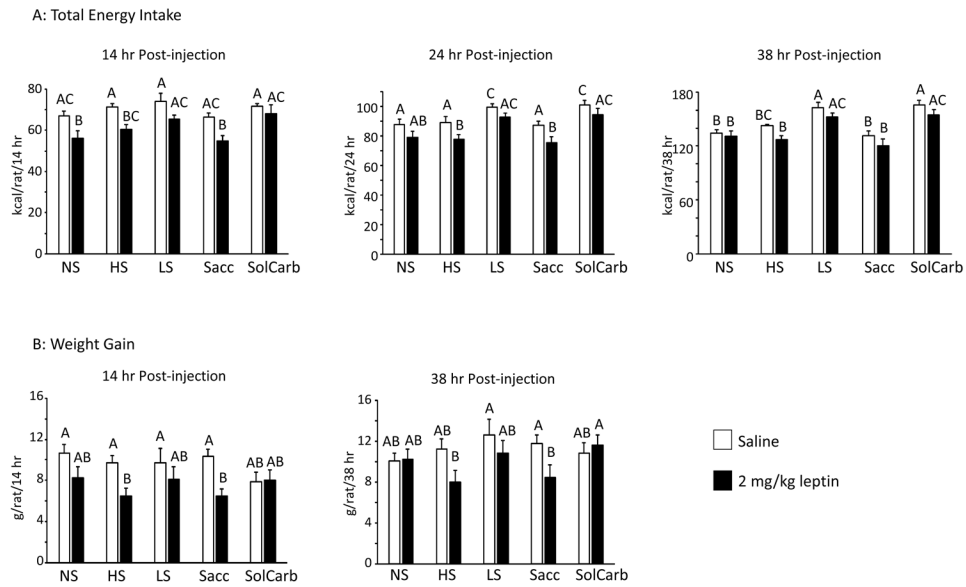 A: Total Energy Intake
14 hr Post-injection
kcal/rat/14 hr
80
60
40
20
0
AC B A BC A AC AC B A AC
NS HS LS Sacc SolCarb
24 hr Post-injection
kcal/rat/24 hr
100
80
60
40
20
0
A AB A B C AC A B C AC
NS HS LS Sacc SolCarb
38 hr Post-injection
kcal/rat/38 hr
180
120
60
0
B B BC B A AC B B A AC
NS HS LS Sacc SolCarb
B: Weight Gain
14 hr Post-injection
g/rat/14 hr
16
12
8
4
0
A AB A B A AB A B AB AB
NS HS LS Sacc SolCarb
38 hr Post-injection
g/rat/38 hr
16
12
8
4
0
AB AB AB B A AB A B AB A
NS HS LS Sacc SolCarb
Saline
2 mg/kg leptin